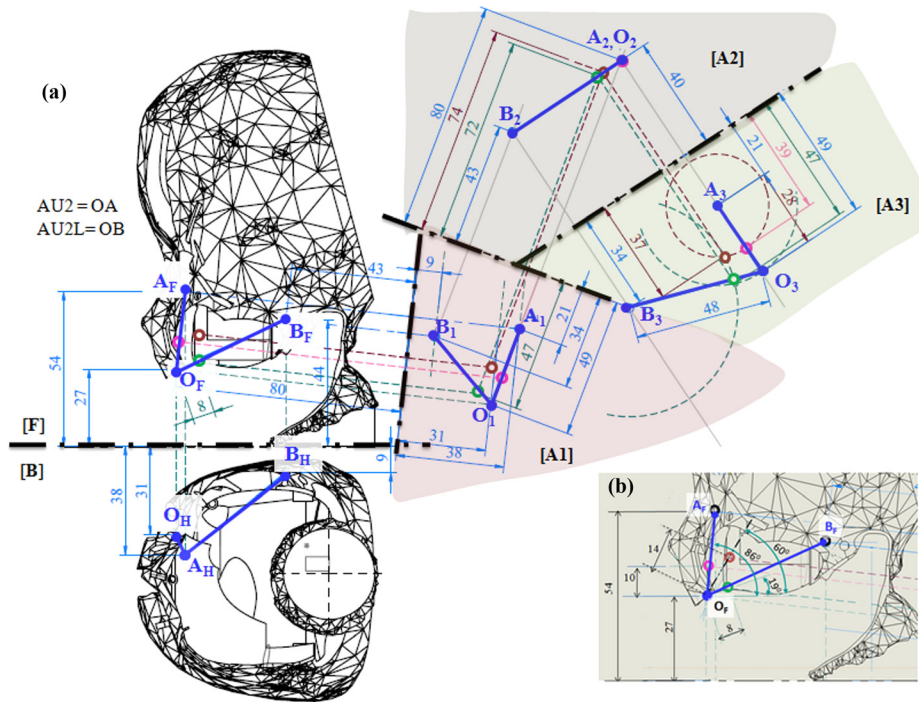 (a)
AU2 = OA
AU2L= OB
A2, O2
[A2]
B2
40
80
74
72
43
21
39
47
49
A3
[A3]
28
37
34
O3
48
B3
43
9
AF
BF
B1
A1
21
34
47
49
54
OF
44
80
O1
27
8
[F]
31
38
[A1]
[B]
BH
9
38
31
OH
AH
(b)
AF
BF
60º
86º
14
19º
10
54
OF
27
8